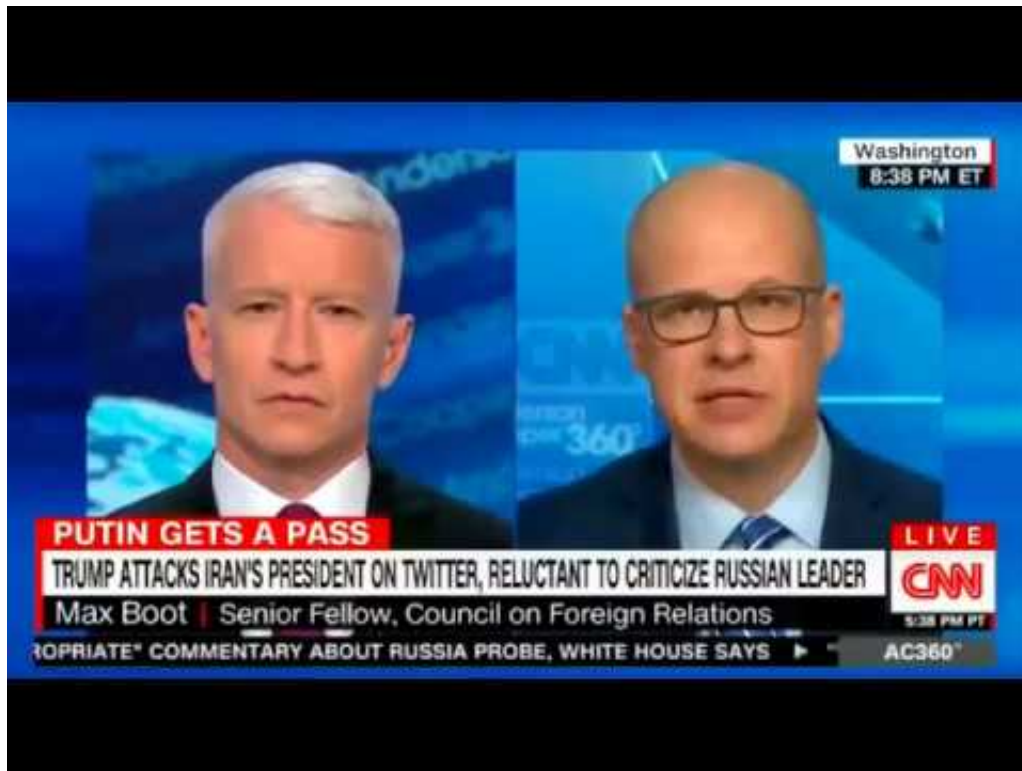 Washington
8:38 PM ET
360°
PUTIN GETS A PASS
TRUMP ATTACKS IRAN'S PRESIDENT ON TWITTER, RELUCTANT TO CRITICIZE RUSSIAN LEADER
Max Boot | Senior Fellow, Council on Foreign Relations
LIVE
CNN
5:38 PM PT
ROPRIATE" COMMENTARY ABOUT RUSSIA PROBE, WHITE HOUSE SAYS ▶ "
AC360°